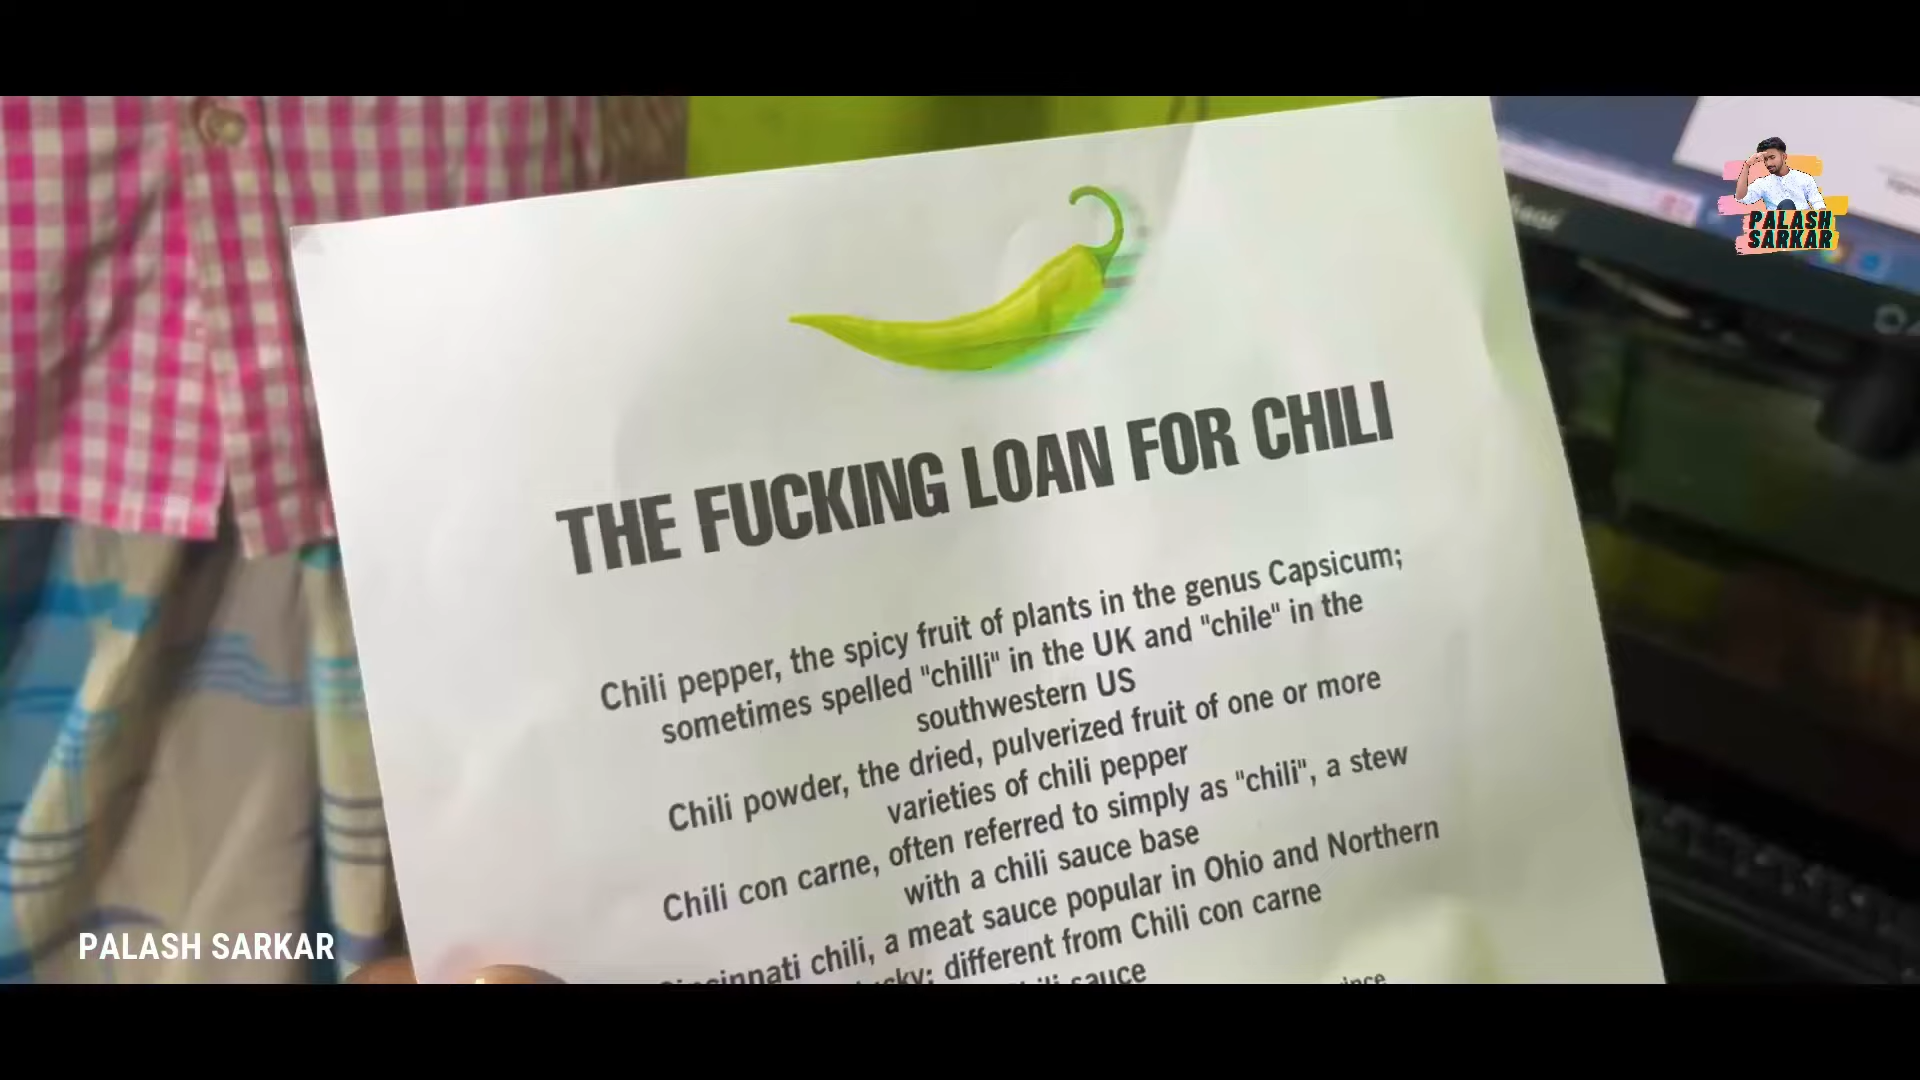 PALASH
SARKAR
THE FUCKING LOAN FOR CHILI
Chili pepper, the spicy fruit of plants in the genus Capsicum;
sometimes spelled "chilli" in the UK and "chile" in the
southwestern US
Chili powder, the dried, pulverized fruit of one or more
varieties of chili pepper
Chili con carne, often referred to simply as "chili", a stew
with a chili sauce base
chili, a meat sauce popular in Ohio and Northern
different from Chili con carne
sauce
PALASH SARKAR